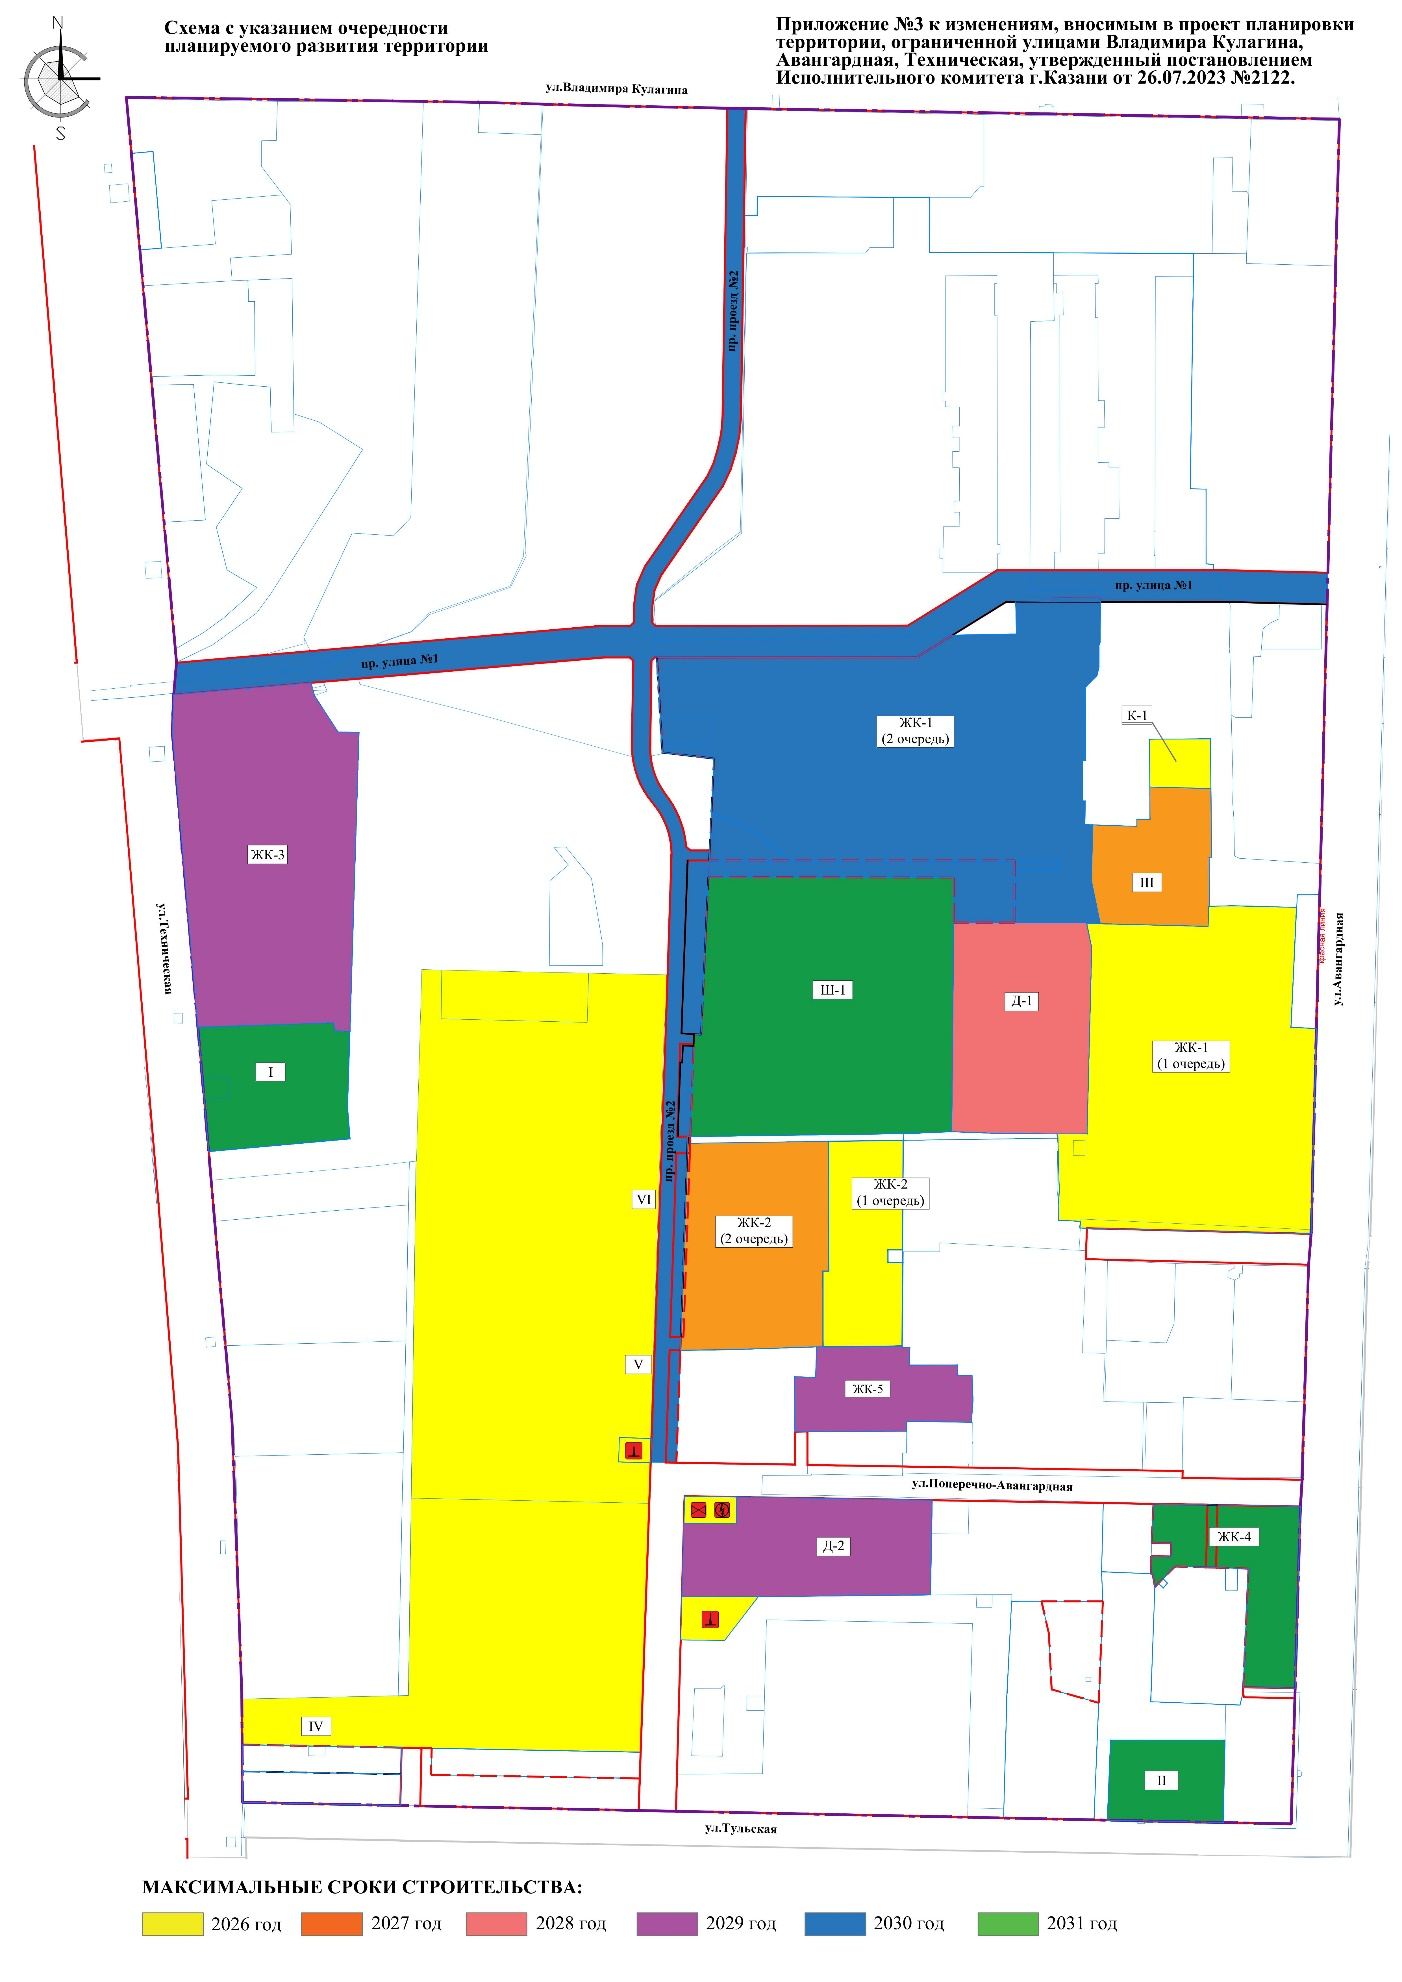 N
S
Схема с указанием очередности
планируемого развития территории
Приложение №3 к изменениям, вносимым в проект планировки
территории, ограниченной улицами Владимира Кулагина,
Авангардная, Техническая, утвержденный постановлением
Исполнительного комитета г.Казани от 26.07.2023 №2122.
ул.Владимира Кулагина
пр. проезд №2
пр. улица №1
пр. улица №1
ЖК-1
(2 очередь)
К-1
ЖК-3
III
ул.Техническая
красная линия
ул.Авангардная
Ш-1
Д-1
ЖК-1
(1 очередь)
I
пр. проезд №2
VI
ЖК-2
(1 очередь)
ЖК-2
(2 очередь)
V
ЖК-5
ул.Поперечно-Авангардная
Д-2
ЖК-4
IV
II
ул.Тульская
МАКСИМАЛЬНЫЕ СРОКИ СТРОИТЕЛЬСТВА:
2026 год
2027 год
2028 год
2029 год
2030 год
2031 год